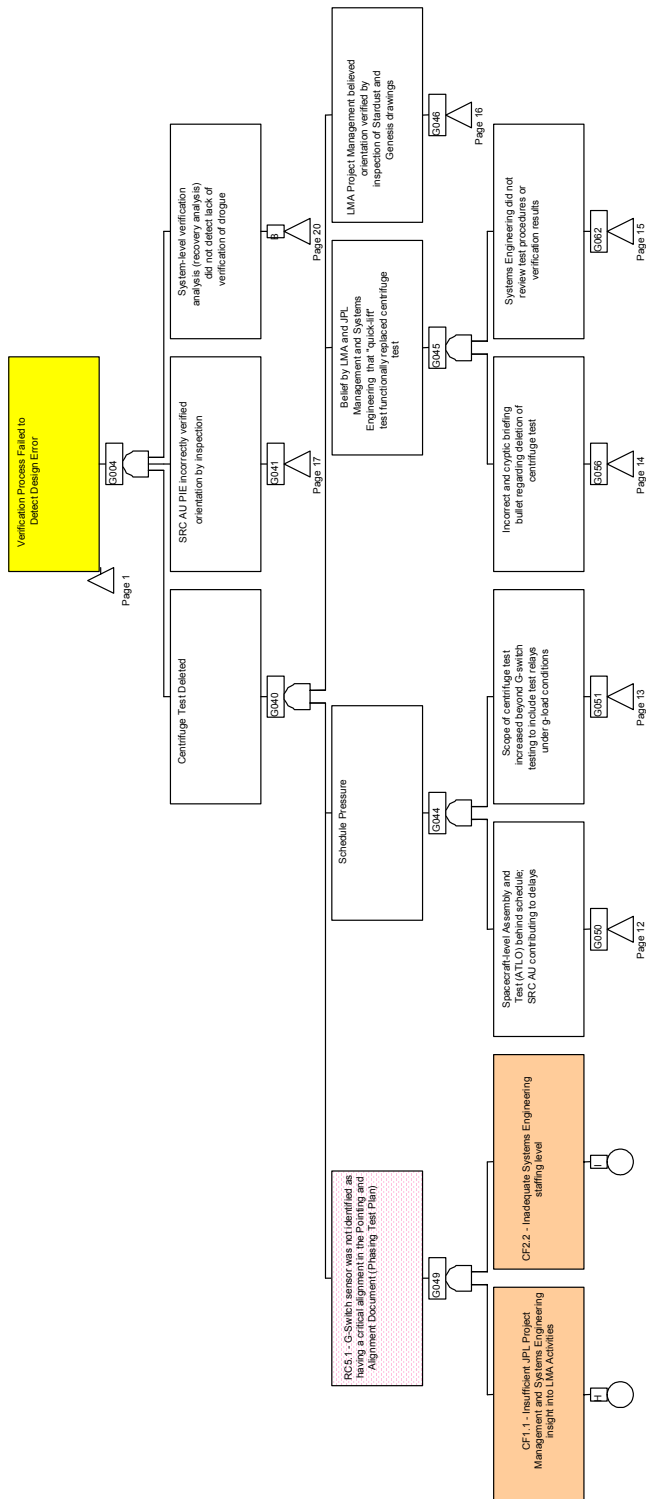 Verification Process Failed to
Detect Design Error
G004
Page 1
Centrifuge Test Deleted
G040
SRC AU PIE incorrectly verified
orientation by inspection
G041
Page 17
System-level verification
analysis (recovery analysis)
did not detect lack of
verification of drogue
B
Page 20
RC5.1 - G-Switch sensor was not identified as
having a critical alignment in the Pointing and
Alignment Document (Phasing Test Plan)
G049
Schedule Pressure
G044
Belief by LMA and JPL
Management and Systems
Engineering that "quick-lift"
test functionally replaced centrifuge
test
G045
LMA Project Management believed
orientation verified by
inspection of Stardust and
Genesis drawings
G046
Page 16
CF1.1 - Insufficient JPL Project
Management and Systems Engineering
insight into LMA Activities
H
CF2.2 - Inadequate Systems Engineering
staffing level
I
Spacecraft-level Assembly and
Test (ATLO) behind schedule;
SRC AU contributing to delays
G050
Page 12
Scope of centrifuge test
increased beyond G-switch
testing to include test relays
under g-load conditions
G051
Page 13
Incorrect and cryptic briefing
bullet regarding deletion of
centrifuge test
G056
Page 14
Systems Engineering did not
review test procedures or
verification results
G062
Page 15